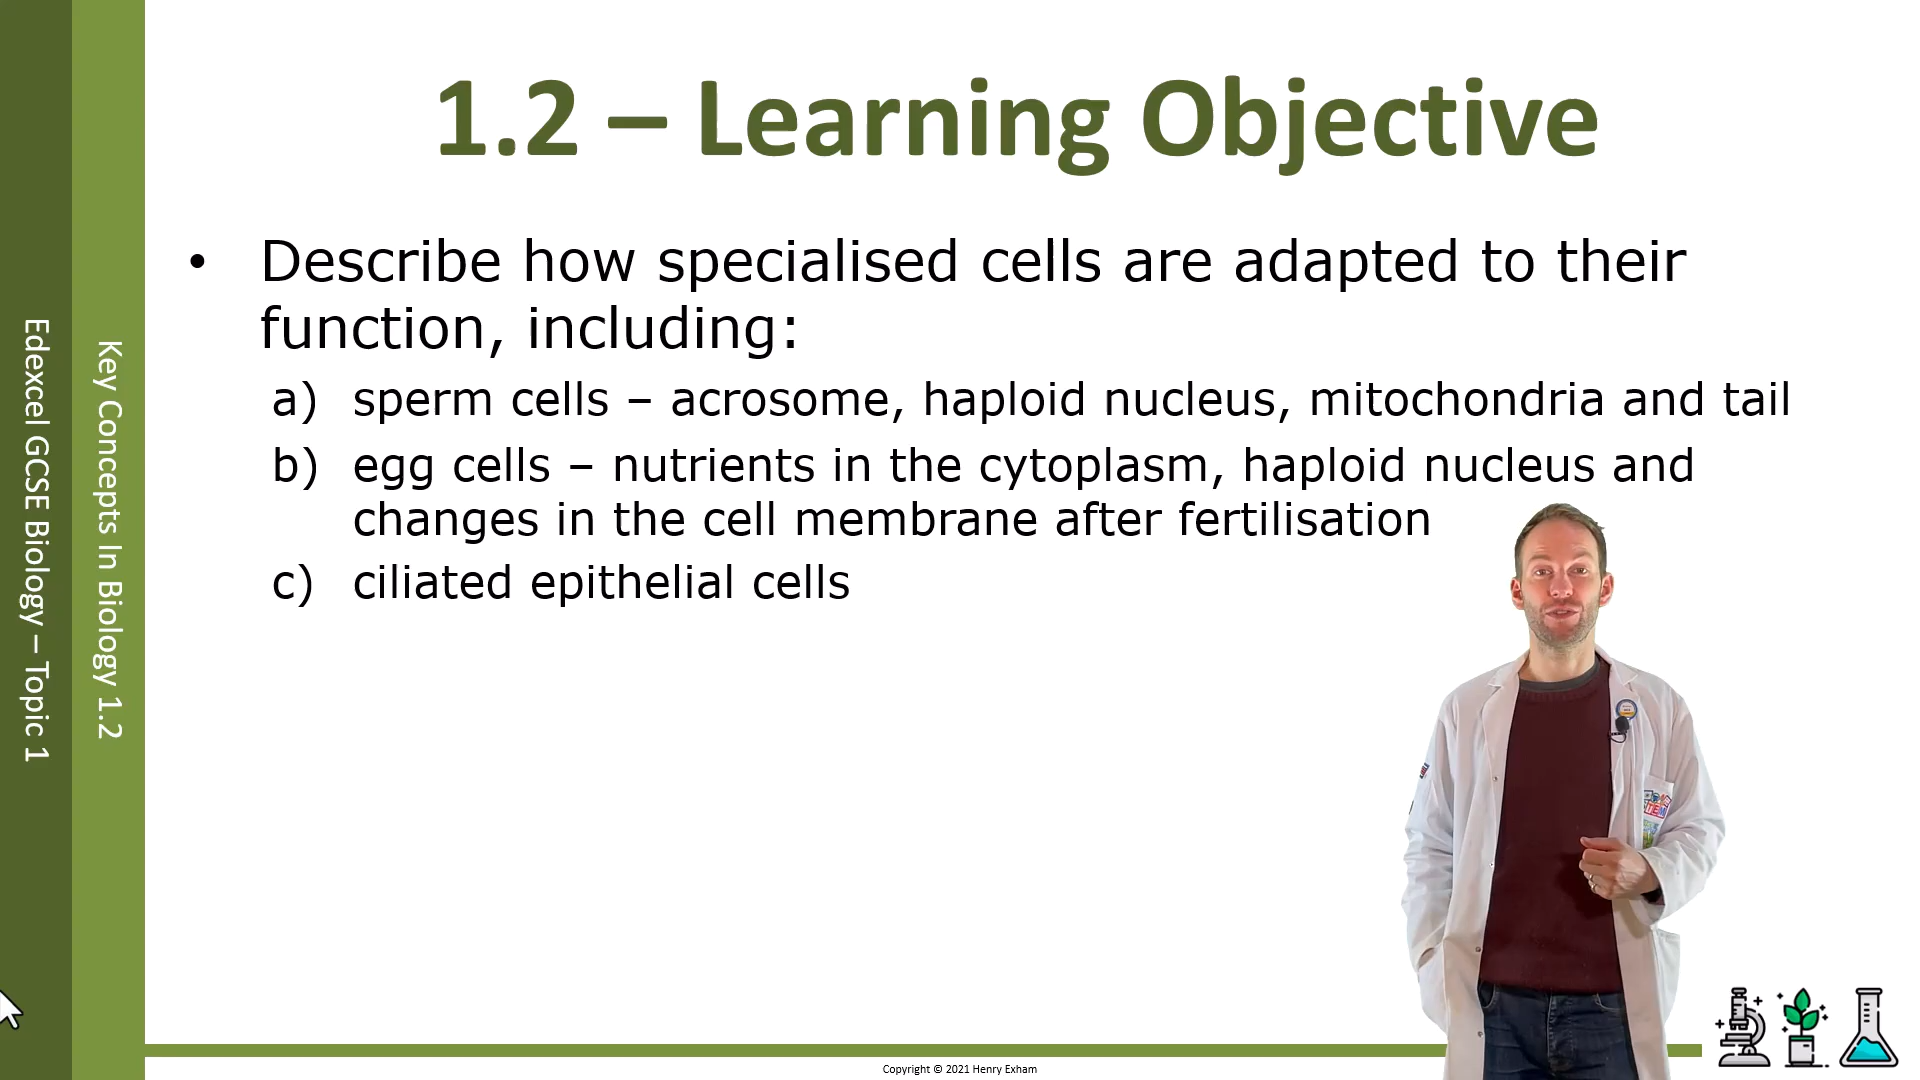 1.2 – Learning Objective
• Describe how specialised cells are adapted to their
function, including:
a) sperm cells – acrosome, haploid nucleus, mitochondria and tail
b) egg cells – nutrients in the cytoplasm, haploid nucleus and
changes in the cell membrane after fertilisation
c) ciliated epithelial cells
Key Concepts In Biology 1.2
Edexcel GCSE Biology – Topic 1
STEM
Copyright © 2021 Henry Exham